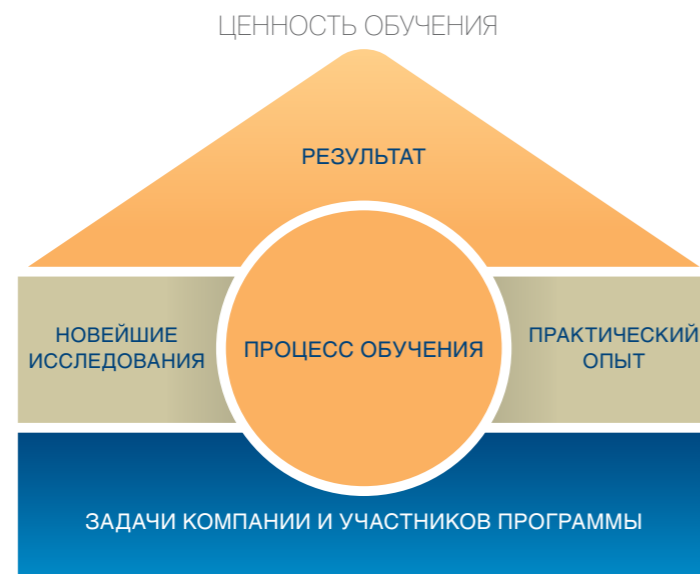 ЦЕННОСТЬ ОБУЧЕНИЯ
РЕЗУЛЬТАТ
НОВЕЙШИЕ
ИССЛЕДОВАНИЯ
ПРОЦЕСС ОБУЧЕНИЯ
ПРАКТИЧЕСКИЙ
ОПЫТ
ЗАДАЧИ КОМПАНИИ И УЧАСТНИКОВ ПРОГРАММЫ